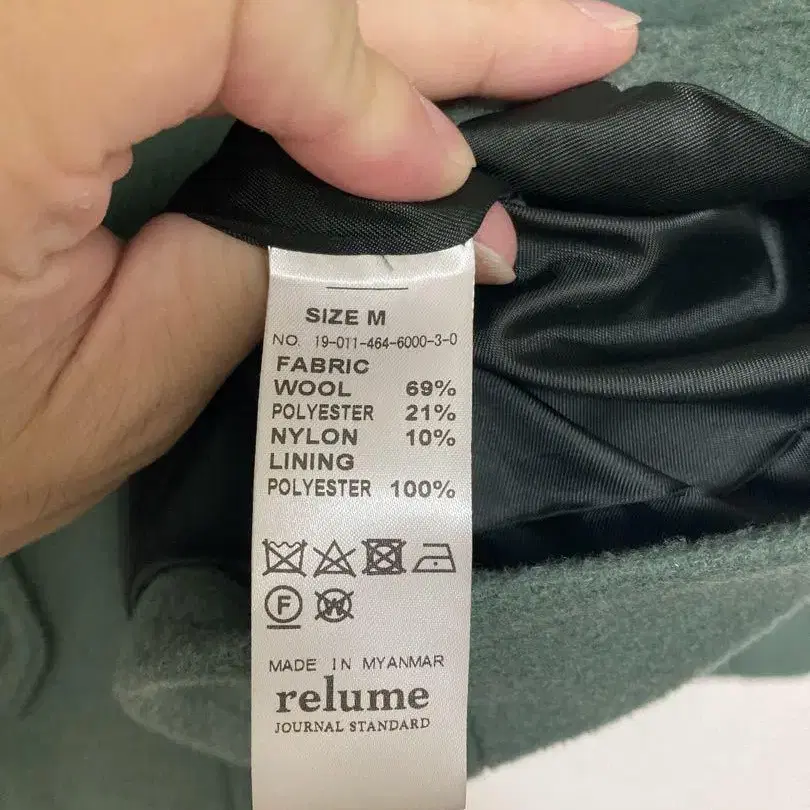 SIZE M
NO. 19-011-464-6000-3-0
FABRIC
WOOL 69%
POLYESTER 21%
NYLON 10%
LINING
POLYESTER 100%
F W
MADE IN MYANMAR
relume
JOURNAL STANDARD